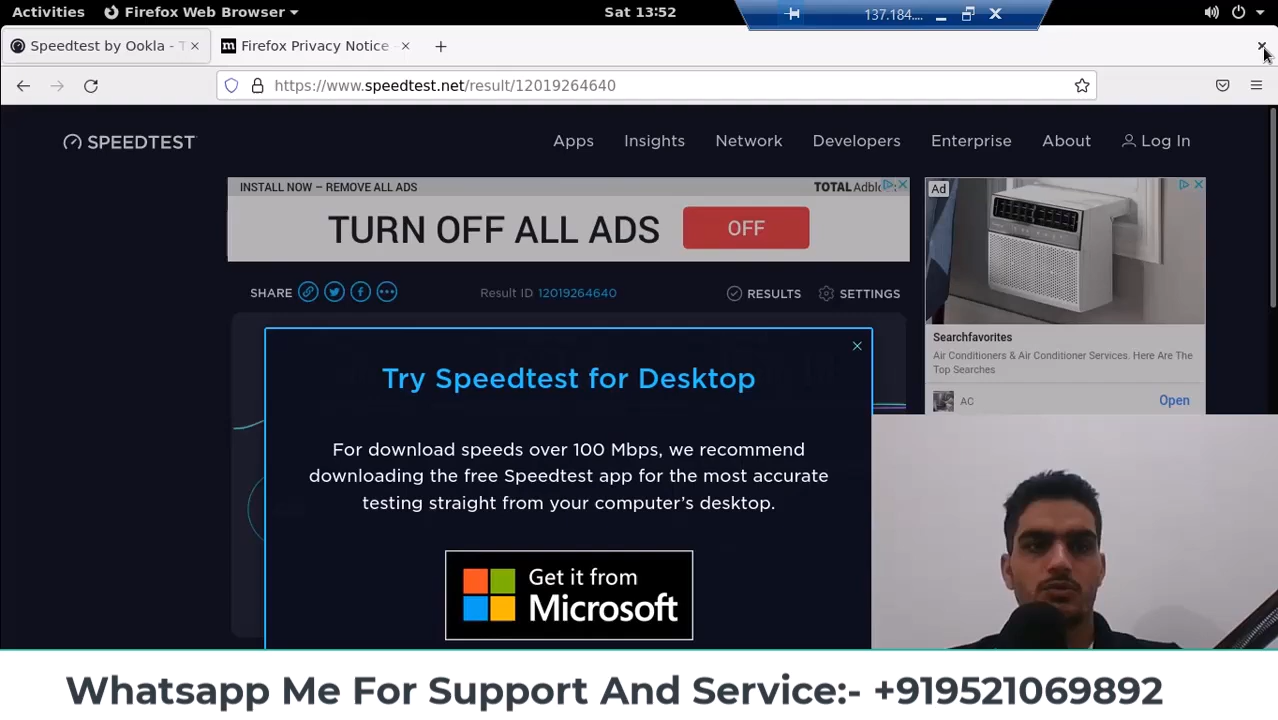 Activities Firefox Web Browser Sat 13:52 137.184....
Speedtest by Ookla - T Firefox Privacy Notice
https://www.speedtest.net/result/12019264640
SPEEDTEST Apps Insights Network Developers Enterprise About Log In
INSTALL NOW – REMOVE ALL ADS
TURN OFF ALL ADS OFF
Ad
SHARE Result ID 12019264640 RESULTS SETTINGS
Searchfavorites
Air Conditioners & Air Conditioner Services. Here Are The
Top Searches
AC Open
Try Speedtest for Desktop
For download speeds over 100 Mbps, we recommend
downloading the free Speedtest app for the most accurate
testing straight from your computer’s desktop.
Get it from
Microsoft
Whatsapp Me For Support And Service:- +919521069892